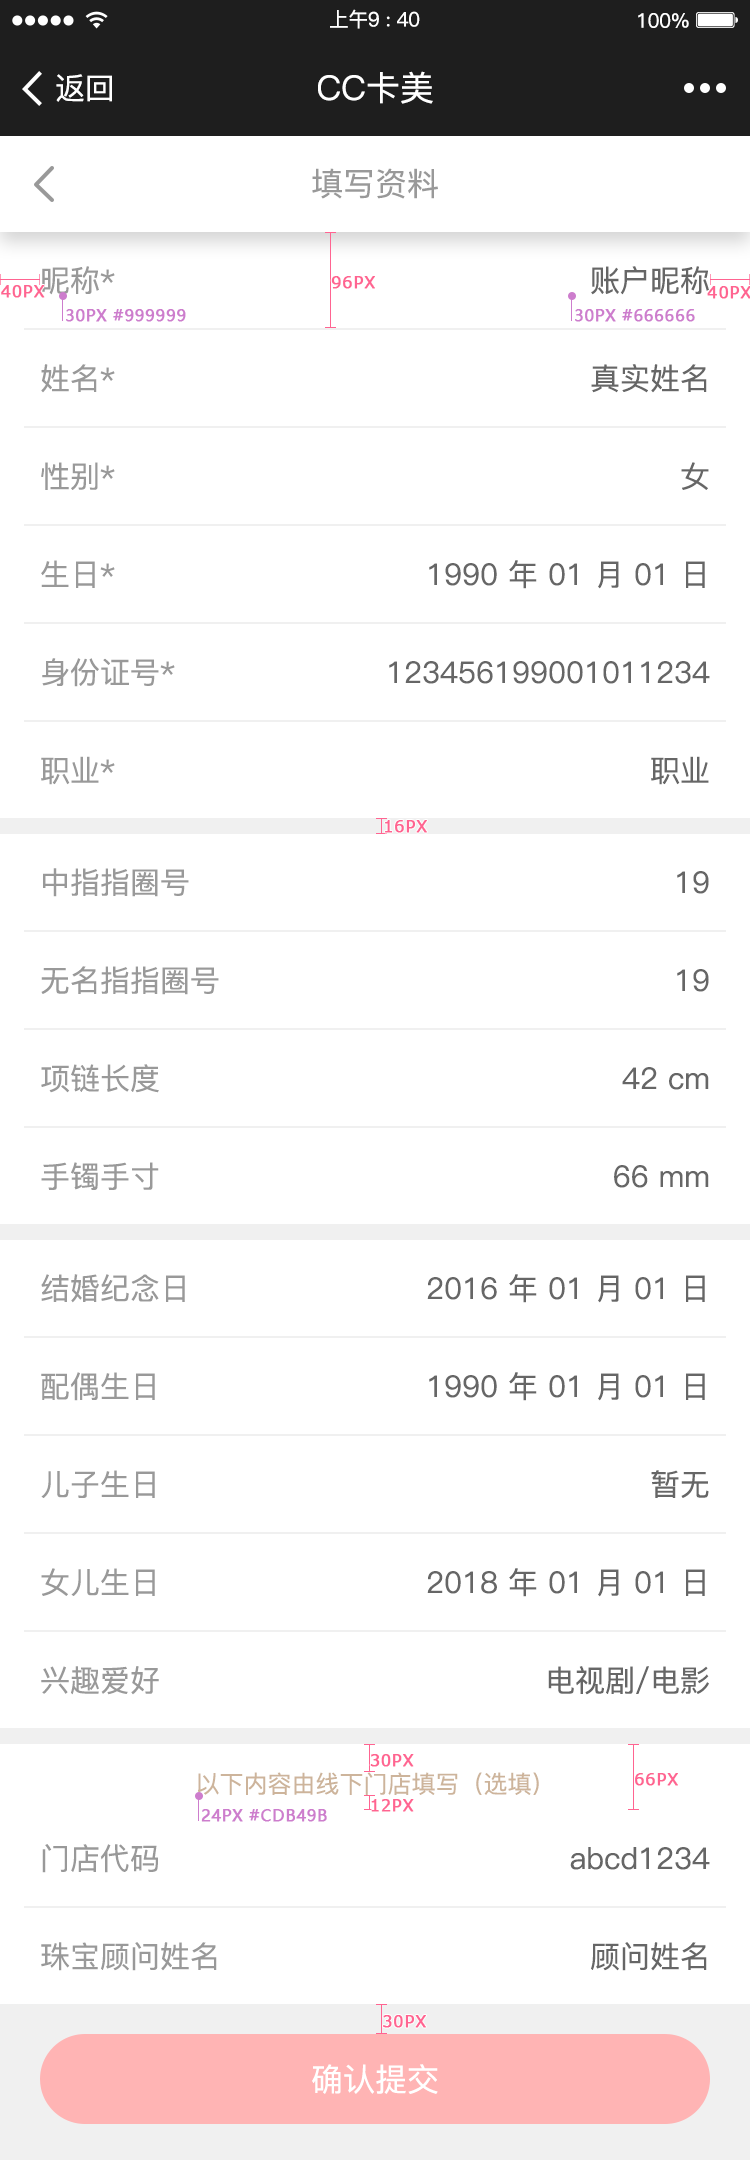 上午9 : 40
100%
返回
CC卡美
填写资料
昵称*
账户昵称
96PX
40PX
40PX
30PX #999999
30PX #666666
姓名*
真实姓名
性别*
女
生日*
1990 年 01 月 01 日
身份证号*
123456199001011234
职业*
职业
16PX
中指指圈号
19
无名指指圈号
19
项链长度
42 cm
手镯手寸
66 mm
结婚纪念日
2016 年 01 月 01 日
配偶生日
1990 年 01 月 01 日
儿子生日
暂无
女儿生日
2018 年 01 月 01 日
兴趣爱好
电视剧/电影
30PX
66PX
以下内容由线下门店填写（选填）
12PX
24PX #CDB49B
门店代码
abcd1234
珠宝顾问姓名
顾问姓名
30PX
确认提交